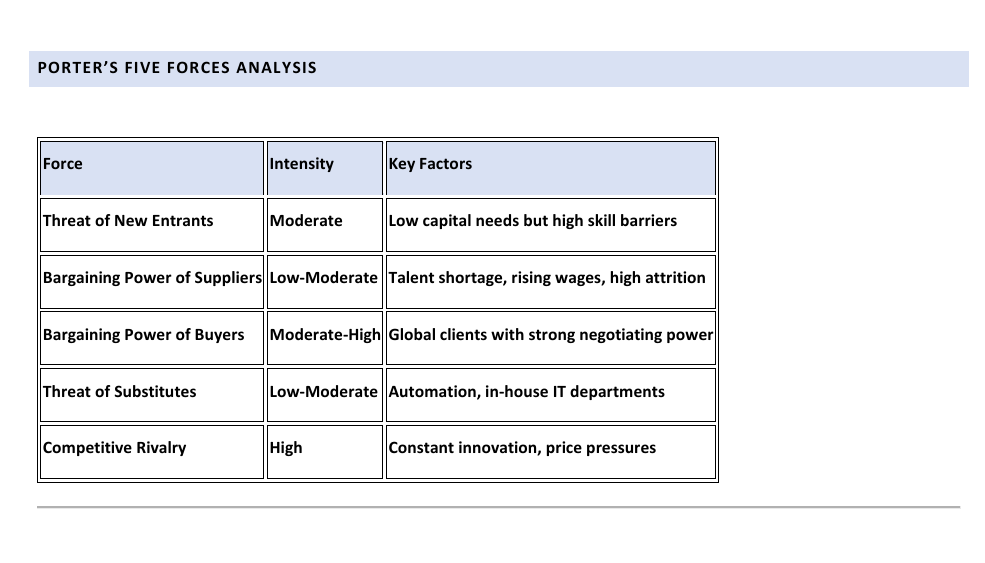 PORTER’S FIVE FORCES ANALYSIS
Force Intensity Key Factors
Threat of New Entrants Moderate Low capital needs but high skill barriers
Bargaining Power of Suppliers Low-Moderate Talent shortage, rising wages, high attrition
Bargaining Power of Buyers Moderate-High Global clients with strong negotiating power
Threat of Substitutes Low-Moderate Automation, in-house IT departments
Competitive Rivalry High Constant innovation, price pressures